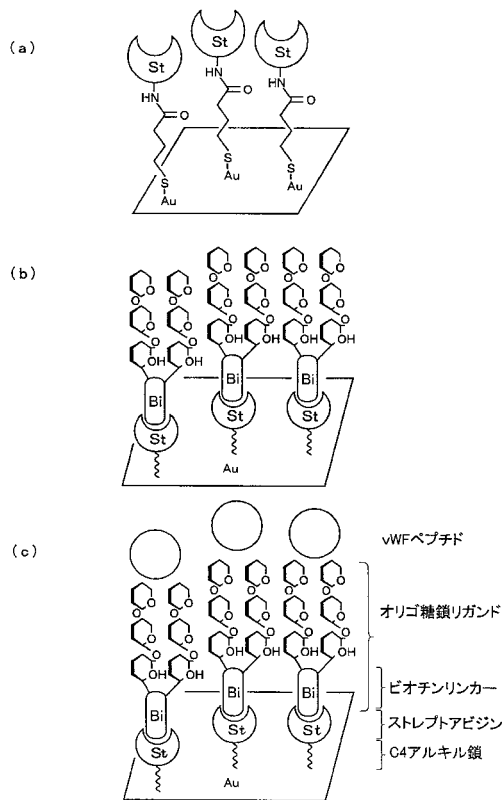 (a)
St
St
St
HN
O
HN
O
HN
O
S
Au
S
Au
S
Au
(b)
O O O O O O
O O O O O O
O O O O O O
O O O O O O
O O O O O O
OH OH OH OH OH OH
Bi Bi Bi
St St St
Au
(c)
vWFペプチド
オリゴ糖鎖リガンド
O O O O O O
O O O O O O
O O O O O O
O O O O O O
O O O O O O
OH OH OH OH OH OH
Bi Bi Bi
ビオチンリンカー
St St St
ストレプトアビジン
C4アルキル鎖
Au